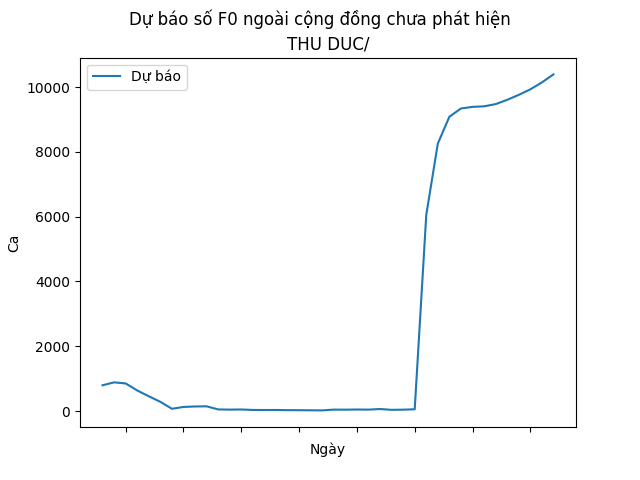 Dự báo số F0 ngoài cộng đồng chưa phát hiện
THU DUC/
Dự báo
10000
8000
6000
4000
2000
0
Ca
Ngày